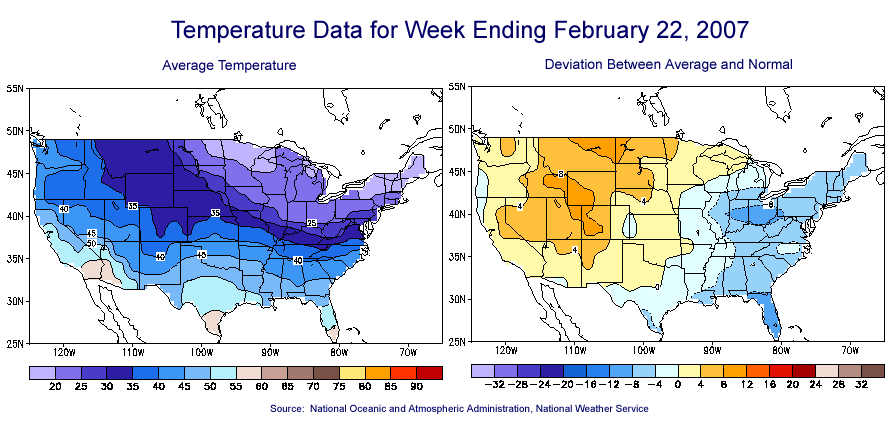 Temperature Data for Week Ending February 22, 2007
Average Temperature
Deviation Between Average and Normal
55N
50N
45N
40N
35N
30N
25N
40
45
50
35
35
25
40
45
40
120W 110W 100W 90W 80W 70W
20 25 30 35 40 45 50 55 60 65 70 75 80 85 90
55N
50N
45N
40N
35N
30N
25N
8
4
4
4
-8
120W 110W 100W 90W 80W 70W
-32 -28 -24 -20 -16 -12 -8 -4 0 4 8 12 16 20 24 28 32
Source: National Oceanic and Atmospheric Administration, National Weather Service